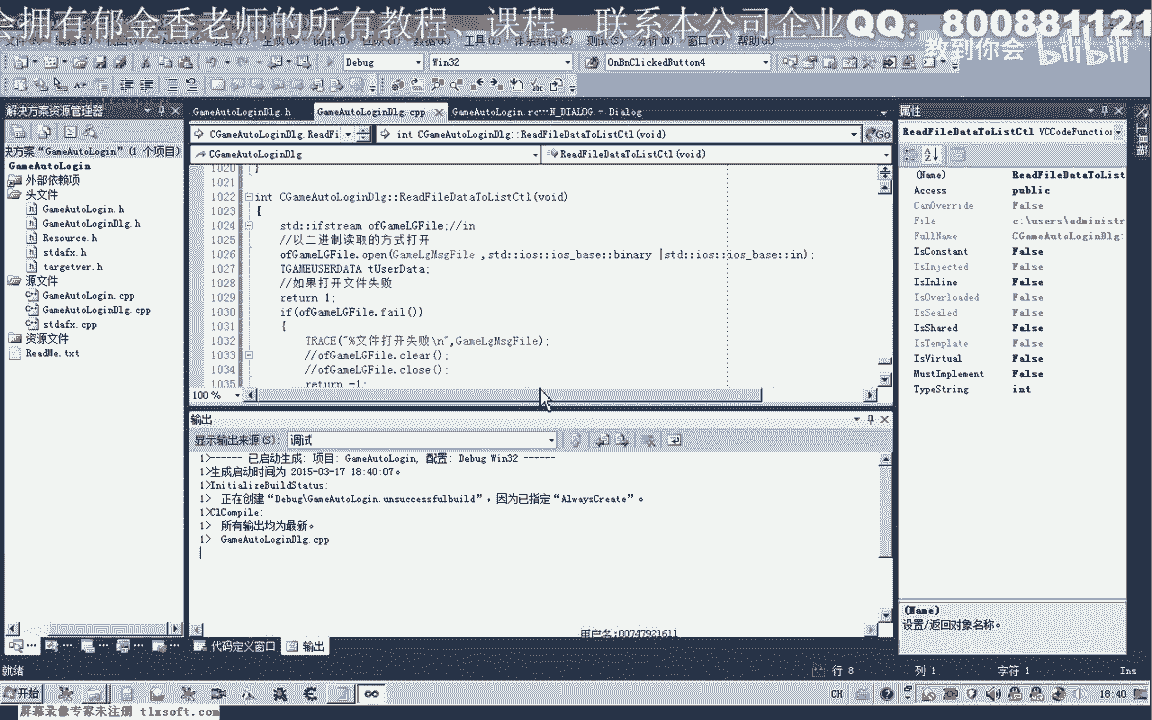 会拥有郁金香老师的所有教程、课程，联系本公司企业QQ：800881121
教到你会 bilibili
工具(T)
测试(S)
窗口(W)
帮助(H)
Debug
Win32
OnBnClickedButton4
解决方案资源管理器
决方案“GameAutoLogin”(1 个项目)
GameAutoLogin
外部依赖项
头文件
GameAutoLogin.h
GameAutoLoginDlg.h
Resource.h
stdafx.h
targetver.h
源文件
GameAutoLogin.cpp
GameAutoLoginDlg.cpp
stdafx.cpp
资源文件
ReadMe.txt
GameAutoLoginDlg.h
GameAutoLoginDlg.cpp
GameAutoLogin.rc···N_DIALOG - Dialog
CGameAutoLoginDlg.ReadFi
int CGameAutoLoginDlg::ReadFileDataToListCtl(void)
Go
CGameAutoLoginDlg
ReadFileDataToListCtl(void)
1020 }
1021
1022 int CGameAutoLoginDlg::ReadFileDataToListCtl(void)
1023 {
1024 std::ifstream ofGameLGFile;//in
1025 //以二进制读取的方式打开
1026 ofGameLGFile.open(GameLgMsgFile ,std::ios::ios_base::binary |std::ios::ios_base::in);
1027 TGAMEUSERDATA tUserData;
1028 //如果打开文件失败
1029 return 1;
1030 if(ofGameLGFile.fail())
1031 {
1032 TRACE("%文件打开失败\n",GameLgMsgFile);
1033 //ofGameLGFile.clear();
1034 //ofGameLGFile.close();
1035 return -1;
100 %
输出
显示输出来源(S):
调试
1>------ 已启动生成: 项目: GameAutoLogin, 配置: Debug Win32 ------
1>生成启动时间为 2015-03-17 18:40:07。
1>InitializeBuildStatus:
1> 正在创建“Debug\GameAutoLogin.unsuccessfulbuild”，因为已指定“AlwaysCreate”。
1>ClCompile:
1> 所有输出均为最新。
1> GameAutoLoginDlg.cpp
代码定义窗口
输出
属性
ReadFileDataToListCtl VCCodeFunction
(Name) ReadFileDataToList
Access public
CanOverride False
File c:\users\administr
FullName CGameAutoLoginDlg:
IsConstant False
IsInjected False
IsInline False
IsOverloaded False
IsSealed False
IsShared False
IsTemplate False
IsVirtual False
MustImplement False
TypeString int
(Name)
设置/返回对象名称。
就绪
行 8
列 1
字符 1
Ins
开始
CH
18:40
屏幕录像专家未注册 tlxsoft.com